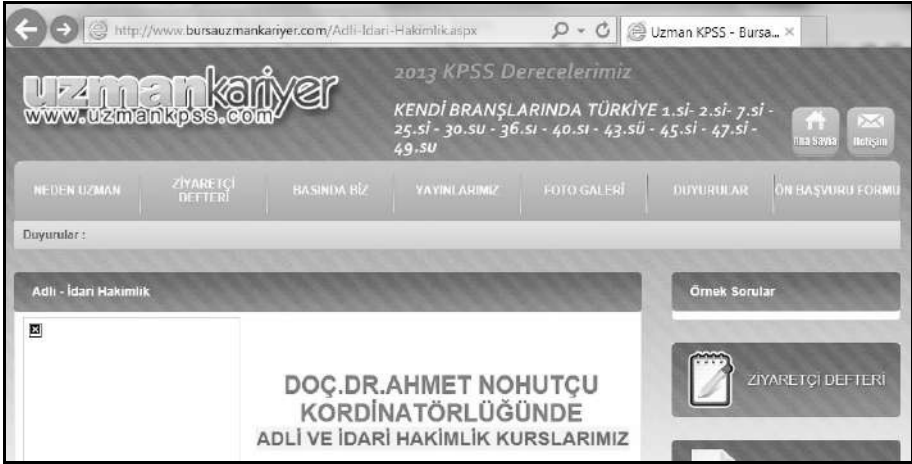 http://www.bursauzmankariyer.com/Adli-Idari-Hakimlik.aspx
Uzman KPSS - Bursa...
uzmankariyer
www.uzmankpss.com
2013 KPSS Derecelerimiz
KENDİ BRANŞLARINDA TÜRKİYE 1.Sİ- 2.Sİ- 7.Sİ -
25.Sİ - 30.SU - 36.SI - 40.SI - 43.SÜ - 45.Sİ - 47.Sİ -
49.SU
Ana Sayfa
İletişim
NEDEN UZMAN
ZİYARETÇİ
DEFTERİ
BASINDA BİZ
YAYINLARIMIZ
FOTO GALERİ
DUYURULAR
ÖN BAŞVURU FORMU
Duyurular :
Adli - İdari Hakimlik
Örnek Sorular
DOÇ.DR.AHMET NOHUTÇU
KORDİNATÖRLÜĞÜNDE
ADLİ VE İDARİ HAKİMLİK KURSLARIMIZ
ZİYARETÇİ DEFTERİ